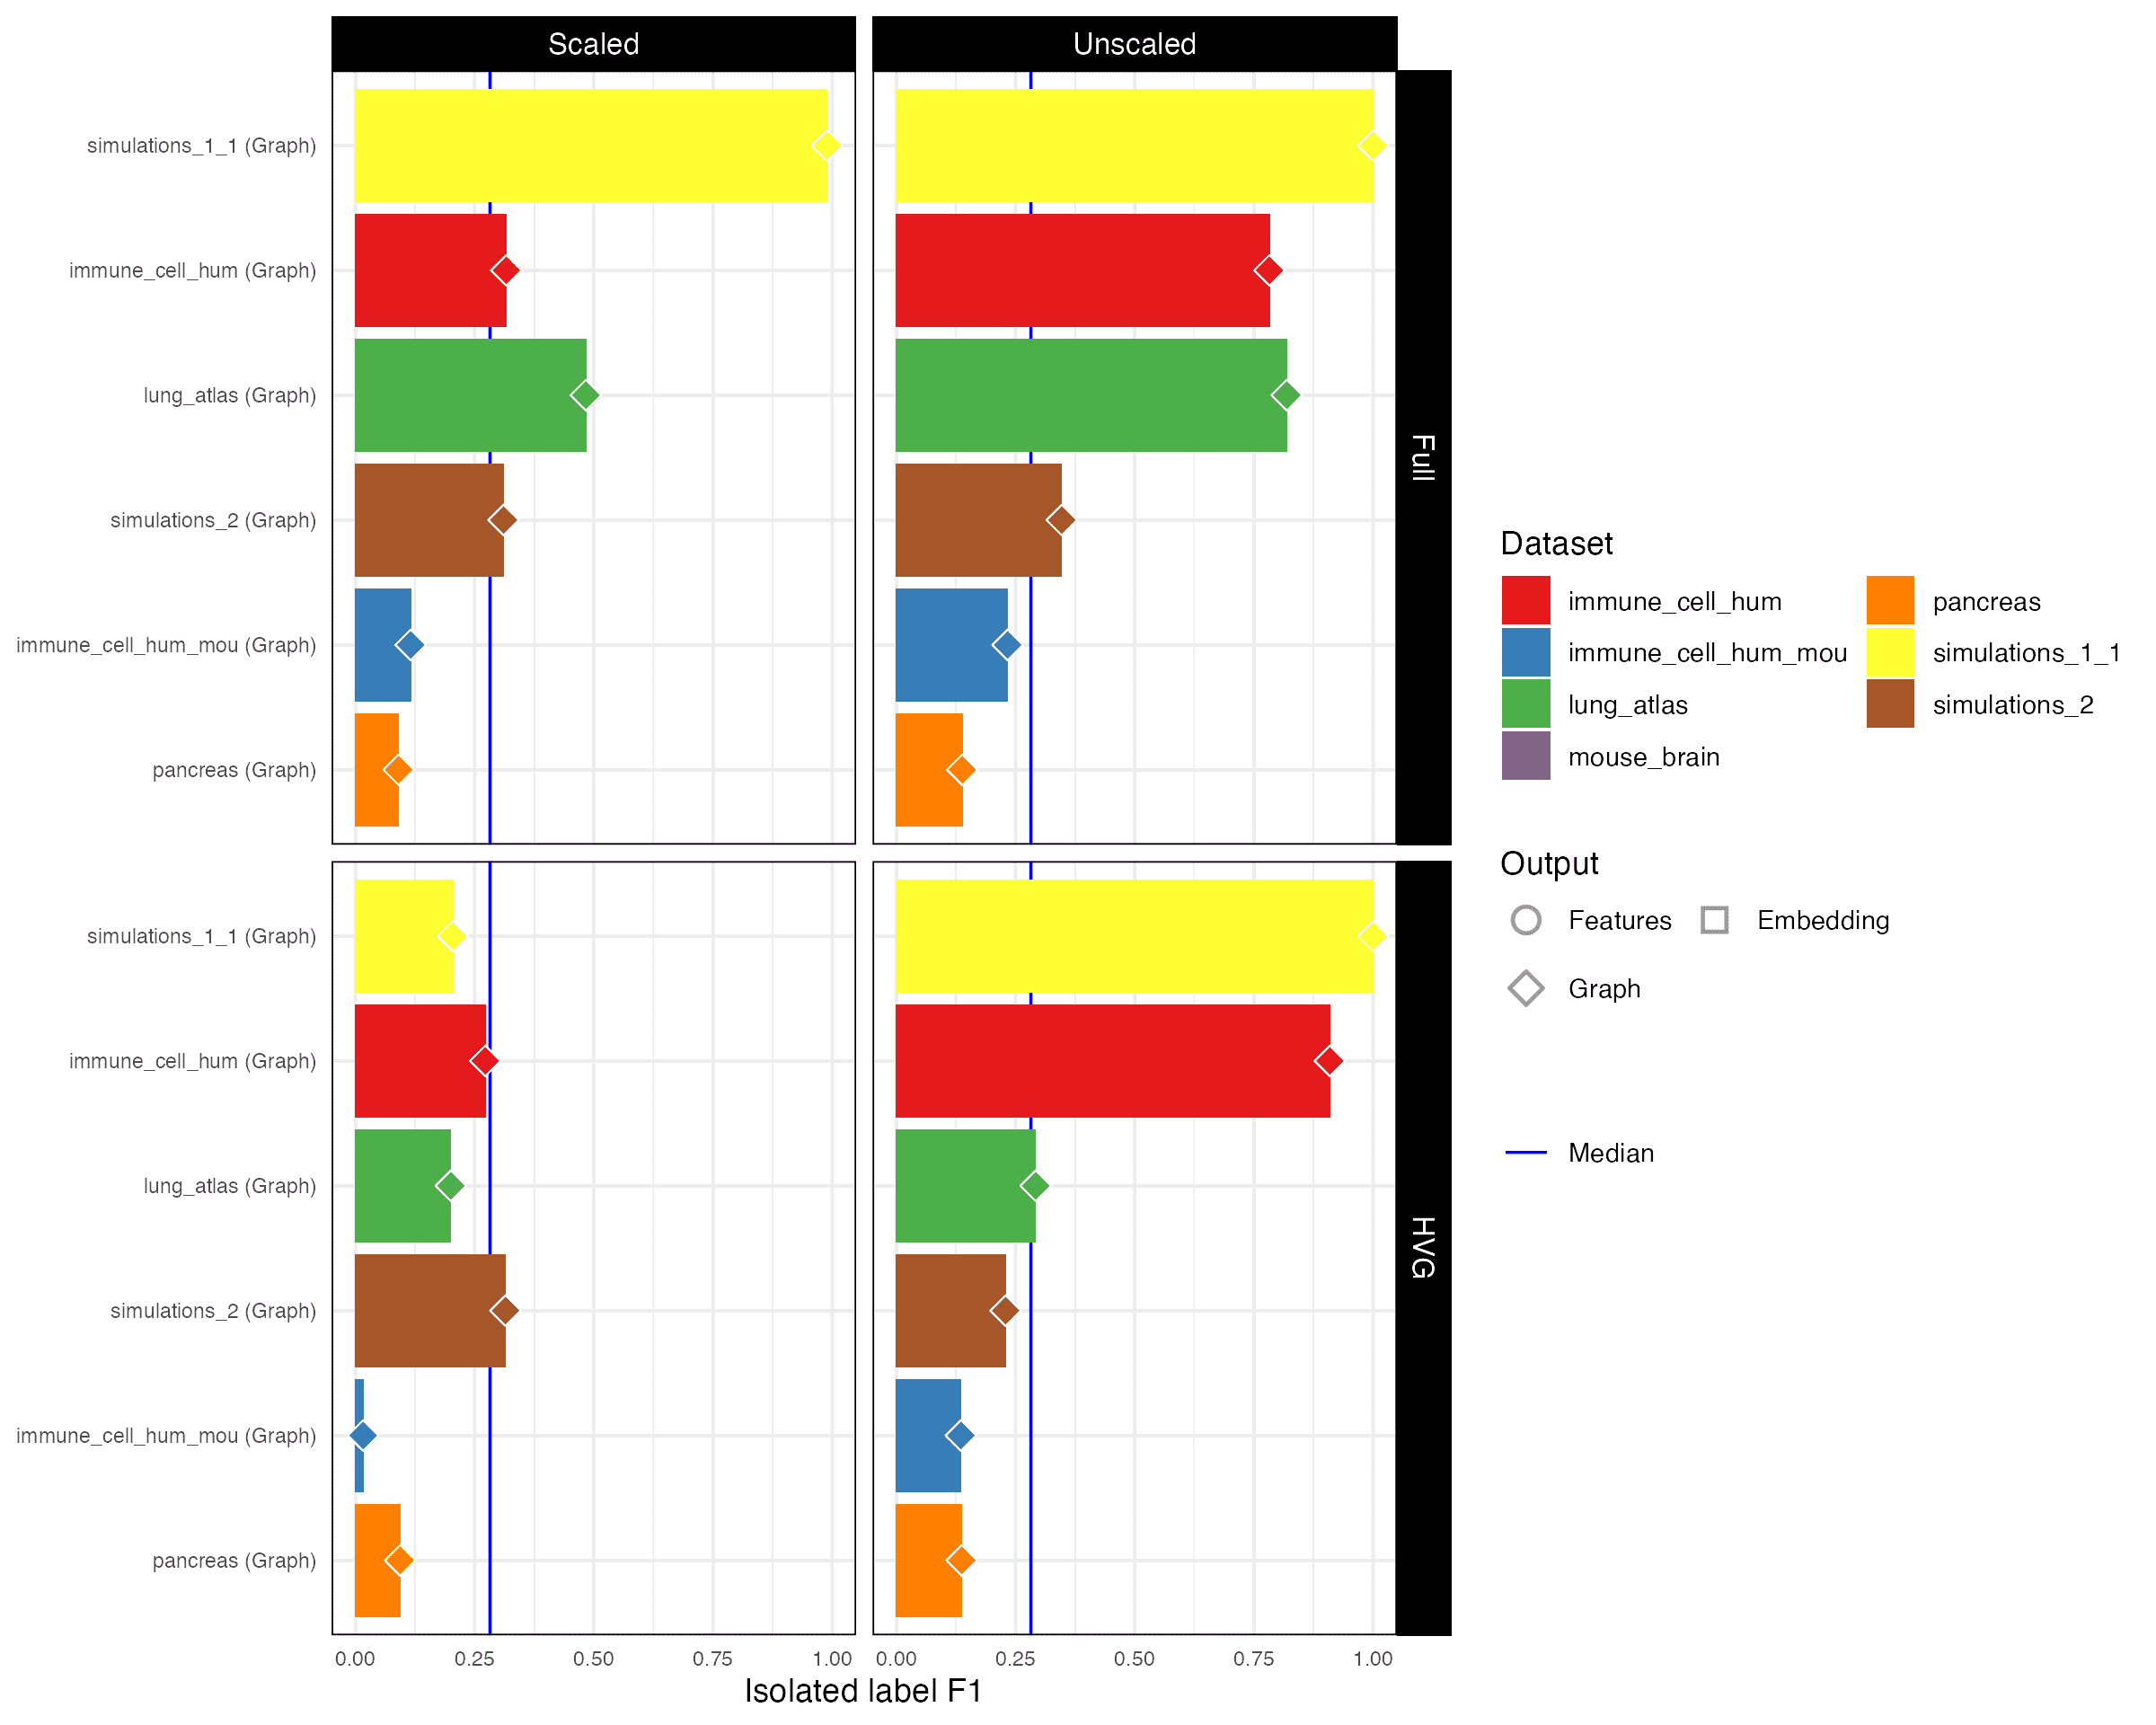 Scaled
Unscaled
simulations_1_1 (Graph)
immune_cell_hum (Graph)
lung_atlas (Graph)
simulations_2 (Graph)
immune_cell_hum_mou (Graph)
pancreas (Graph)
Full
simulations_1_1 (Graph)
immune_cell_hum (Graph)
lung_atlas (Graph)
simulations_2 (Graph)
immune_cell_hum_mou (Graph)
pancreas (Graph)
HVG
0.00 0.25 0.50 0.75 1.00
0.00 0.25 0.50 0.75 1.00
Isolated label F1
Dataset
immune_cell_hum
immune_cell_hum_mou
lung_atlas
mouse_brain
pancreas
simulations_1_1
simulations_2
Output
Features
Embedding
Graph
Median